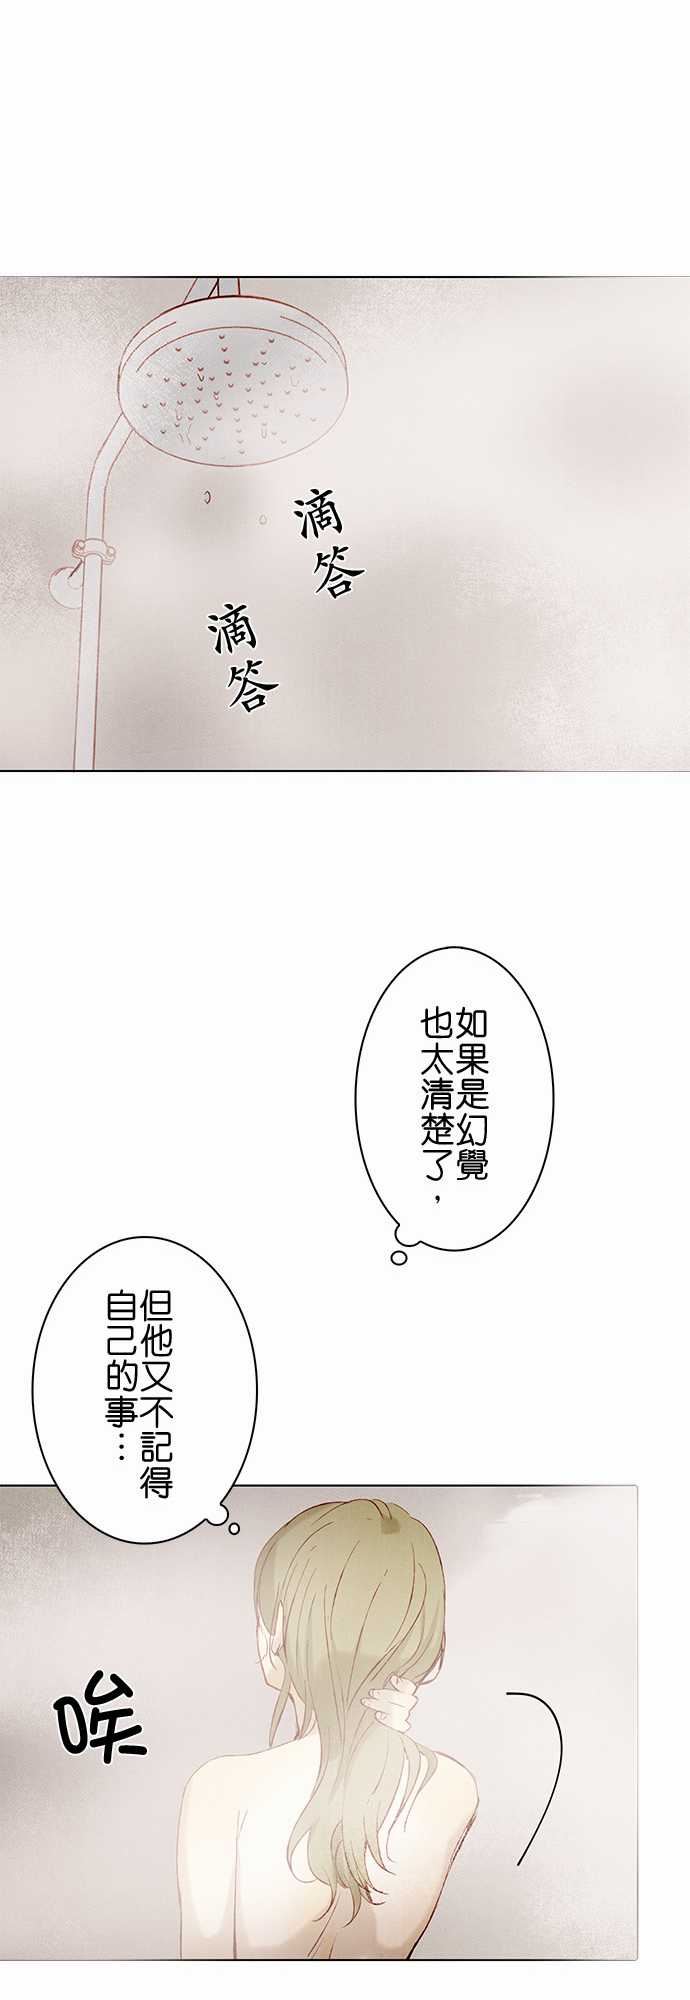 滴答
滴答
如果是幻覺
也太清楚了，
但他又不記得
自己的事…
唉